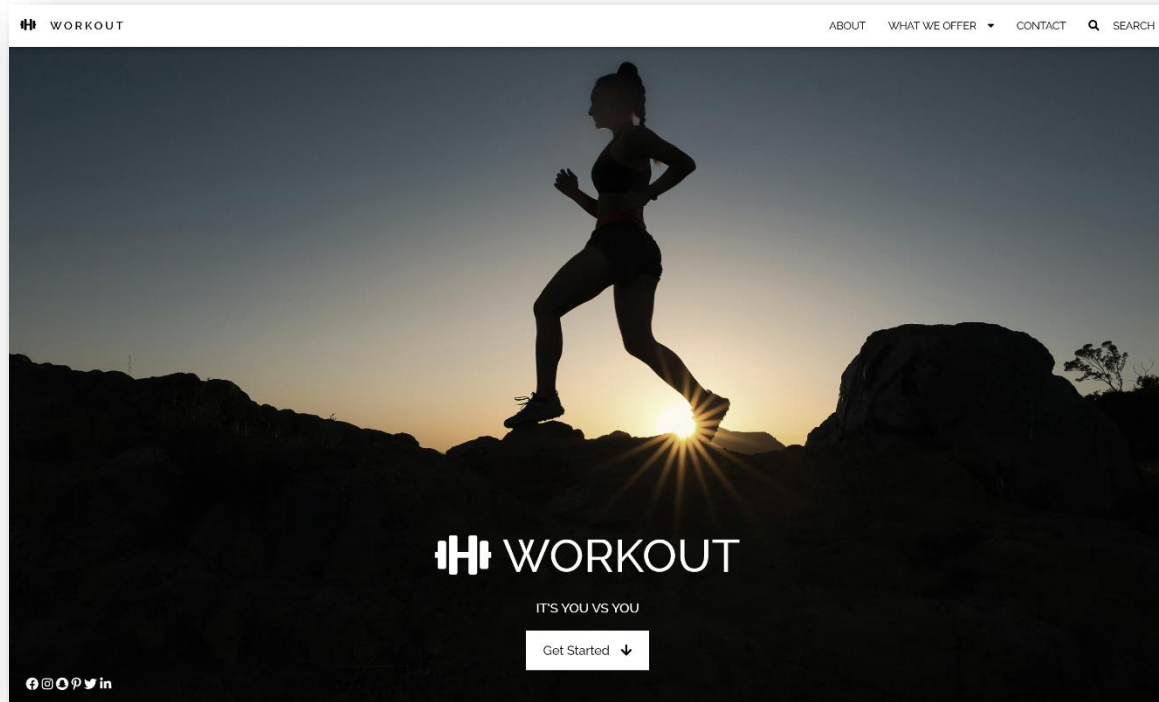 WORKOUT
ABOUT WHAT WE OFFER CONTACT SEARCH
WORKOUT
IT'S YOU VS YOU
Get Started